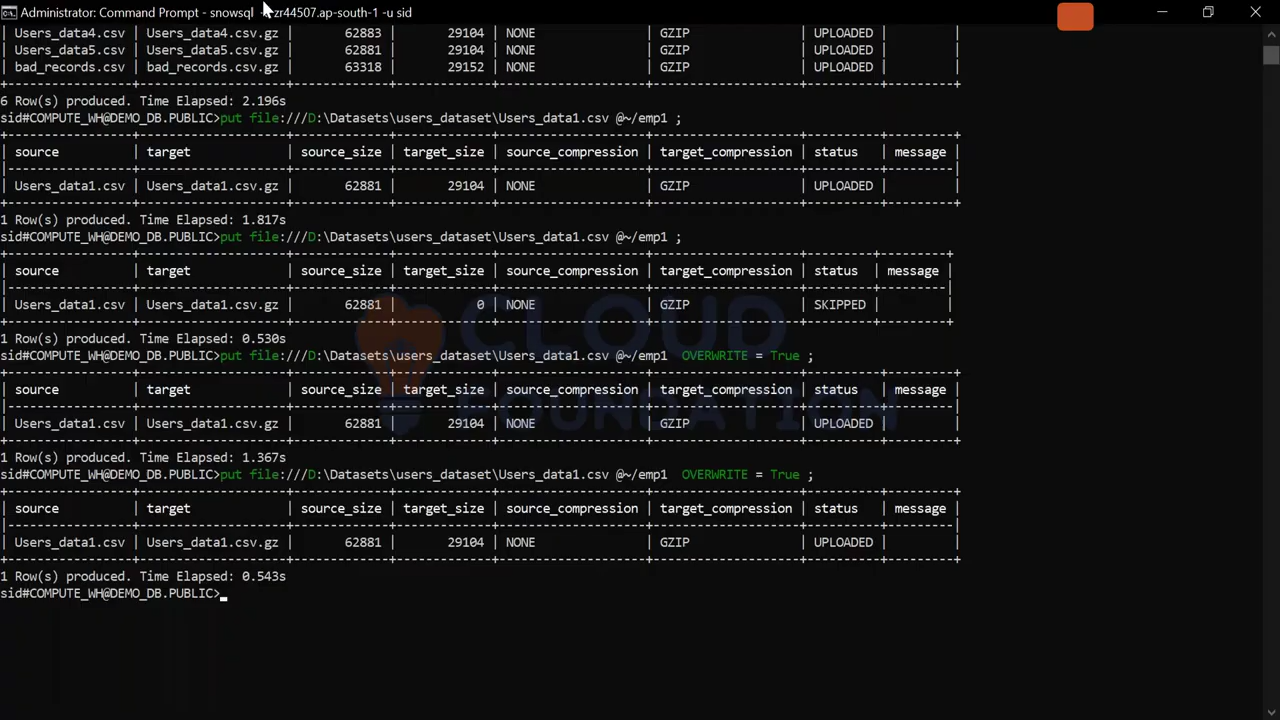 Administrator: Command Prompt - snowsql - zr44507.ap-south-1 -u sid
| Users_data4.csv | Users_data4.csv.gz | 62883 | 29104 | NONE | GZIP | UPLOADED | |
| Users_data5.csv | Users_data5.csv.gz | 62881 | 29104 | NONE | GZIP | UPLOADED | |
| bad_records.csv | bad_records.csv.gz | 63318 | 29152 | NONE | GZIP | UPLOADED | |
6 Row(s) produced. Time Elapsed: 2.196s
sid#COMPUTE_WH@DEMO_DB.PUBLIC>put file:///D:\Datasets\users_dataset\Users_data1.csv @~/emp1 ;
| source | target | source_size | target_size | source_compression | target_compression | status | message |
| Users_data1.csv | Users_data1.csv.gz | 62881 | 29104 | NONE | GZIP | UPLOADED | |
1 Row(s) produced. Time Elapsed: 1.817s
sid#COMPUTE_WH@DEMO_DB.PUBLIC>put file:///D:\Datasets\users_dataset\Users_data1.csv @~/emp1 ;
| source | target | source_size | target_size | source_compression | target_compression | status | message |
| Users_data1.csv | Users_data1.csv.gz | 62881 | 0 | NONE | GZIP | SKIPPED | |
1 Row(s) produced. Time Elapsed: 0.530s
sid#COMPUTE_WH@DEMO_DB.PUBLIC>put file:///D:\Datasets\users_dataset\Users_data1.csv @~/emp1 OVERWRITE = True ;
| source | target | source_size | target_size | source_compression | target_compression | status | message |
| Users_data1.csv | Users_data1.csv.gz | 62881 | 29104 | NONE | GZIP | UPLOADED | |
1 Row(s) produced. Time Elapsed: 1.367s
sid#COMPUTE_WH@DEMO_DB.PUBLIC>put file:///D:\Datasets\users_dataset\Users_data1.csv @~/emp1 OVERWRITE = True ;
| source | target | source_size | target_size | source_compression | target_compression | status | message |
| Users_data1.csv | Users_data1.csv.gz | 62881 | 29104 | NONE | GZIP | UPLOADED | |
1 Row(s) produced. Time Elapsed: 0.543s
sid#COMPUTE_WH@DEMO_DB.PUBLIC>
CLOUD
FOUNDATION